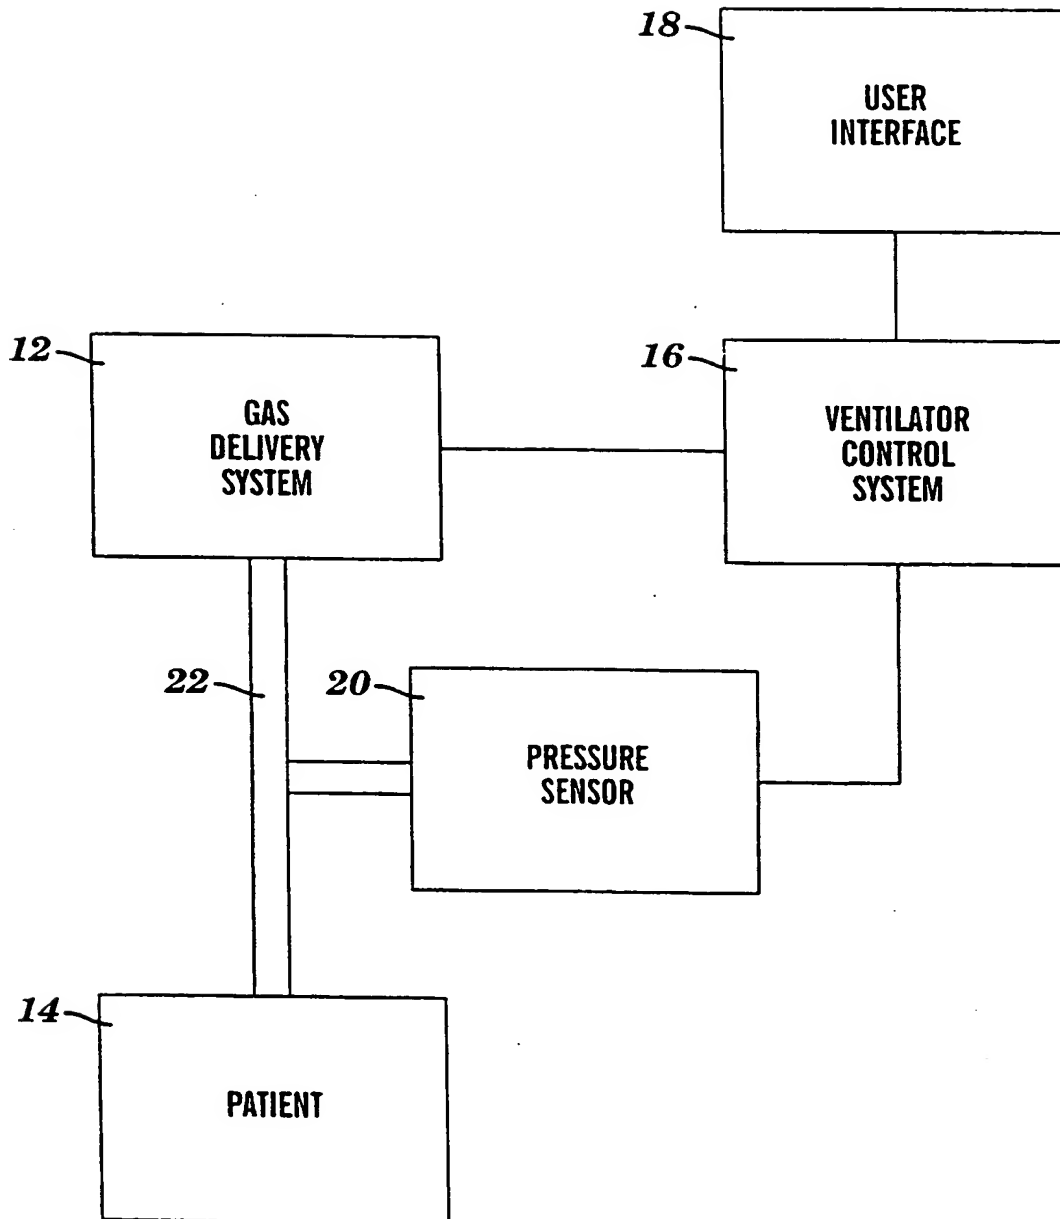 18
USER
INTERFACE
12
GAS
DELIVERY
SYSTEM
16
VENTILATOR
CONTROL
SYSTEM
22
20
PRESSURE
SENSOR
14
PATIENT